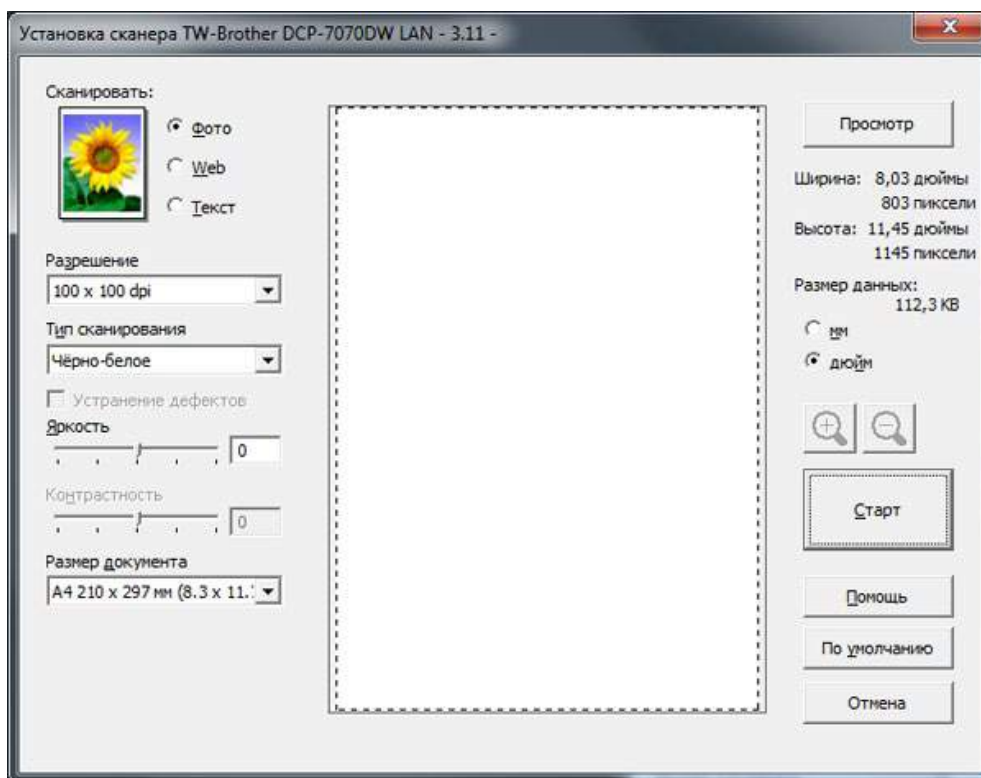 Установка сканера TW-Brother DCP-7070DW LAN - 3.11 -
Сканировать:
Фото
Web
Текст
Разрешение
100 x 100 dpi
Тип сканирования
Чёрно-белое
Устранение дефектов
Яркость
0
Контрастность
0
Размер документа
A4 210 x 297 мм (8.3 x 11.
Просмотр
Ширина: 8,03 дюймы
803 пиксели
Высота: 11,45 дюймы
1145 пиксели
Размер данных:
112,3 KB
мм
дюйм
Старт
Помощь
По умолчанию
Отмена